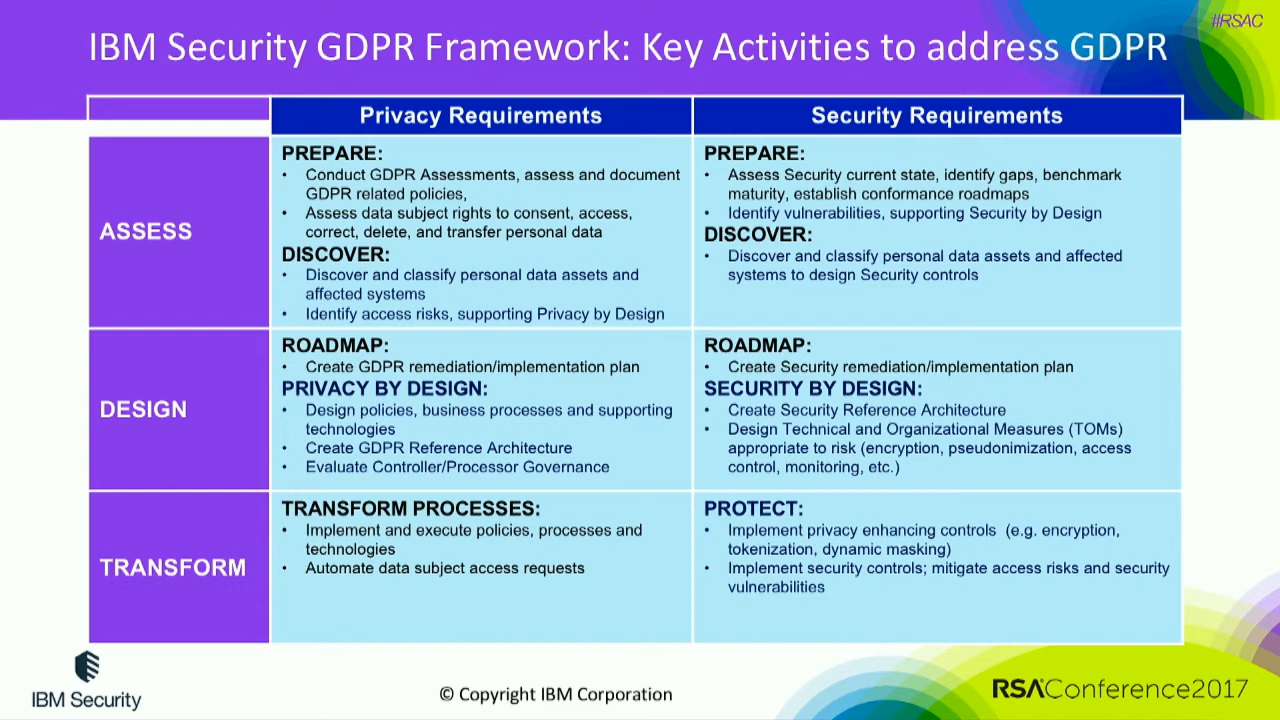 #RSAC
IBM Security GDPR Framework: Key Activities to address GDPR
Privacy Requirements
Security Requirements
ASSESS
PREPARE:
• Conduct GDPR Assessments, assess and document
GDPR related policies,
• Assess data subject rights to consent, access,
correct, delete, and transfer personal data
DISCOVER:
• Discover and classify personal data assets and
affected systems
• Identify access risks, supporting Privacy by Design
PREPARE:
• Assess Security current state, identify gaps, benchmark
maturity, establish conformance roadmaps
• Identify vulnerabilities, supporting Security by Design
DISCOVER:
• Discover and classify personal data assets and affected
systems to design Security controls
DESIGN
ROADMAP:
• Create GDPR remediation/implementation plan
PRIVACY BY DESIGN:
• Design policies, business processes and supporting
technologies
• Create GDPR Reference Architecture
• Evaluate Controller/Processor Governance
ROADMAP:
• Create Security remediation/implementation plan
SECURITY BY DESIGN:
• Create Security Reference Architecture
• Design Technical and Organizational Measures (TOMs)
appropriate to risk (encryption, pseudonimization, access
control, monitoring, etc.)
TRANSFORM
TRANSFORM PROCESSES:
• Implement and execute policies, processes and
technologies
• Automate data subject access requests
PROTECT:
• Implement privacy enhancing controls (e.g. encryption,
tokenization, dynamic masking)
• Implement security controls; mitigate access risks and security
vulnerabilities
IBM Security
© Copyright IBM Corporation
RSAConference2017